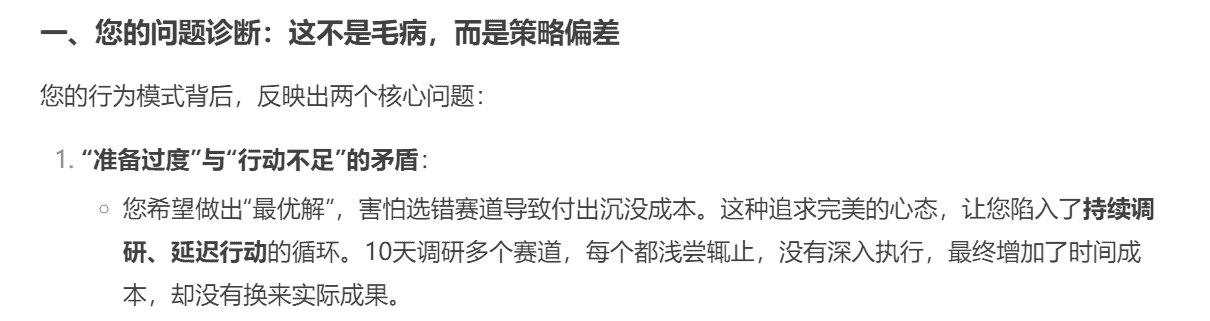 一、您的问题诊断：这不是毛病，而是策略偏差
您的行为模式背后，反映出两个核心问题：
1. “准备过度”与“行动不足”的矛盾：
○ 您希望做出“最优解”，害怕选错赛道导致付出沉没成本。这种追求完美的心态，让您陷入了持续调
研、延迟行动的循环。10天调研多个赛道，每个都浅尝辄止，没有深入执行，最终增加了时间成
本，却没有换来实际成果。